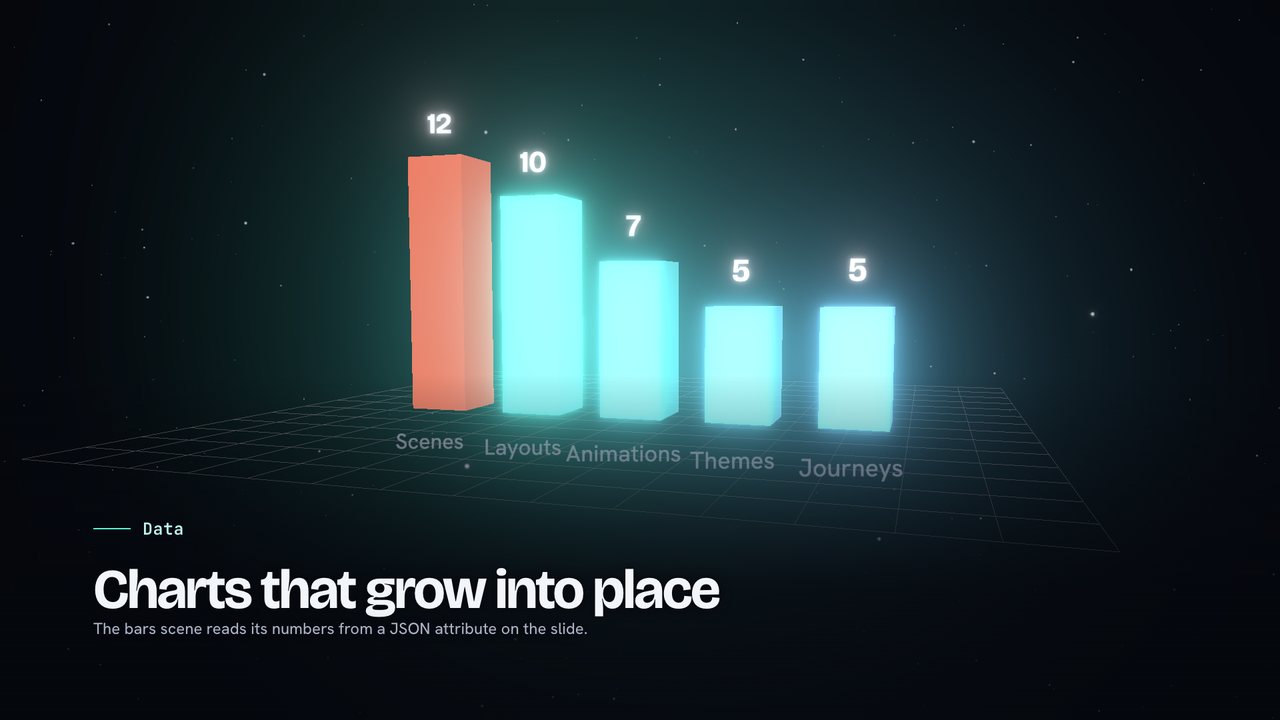 12
10
7
5
5
Scenes
Layouts
Animations
Themes
Journeys
Data
Charts that grow into place
The bars scene reads its numbers from a JSON attribute on the slide.